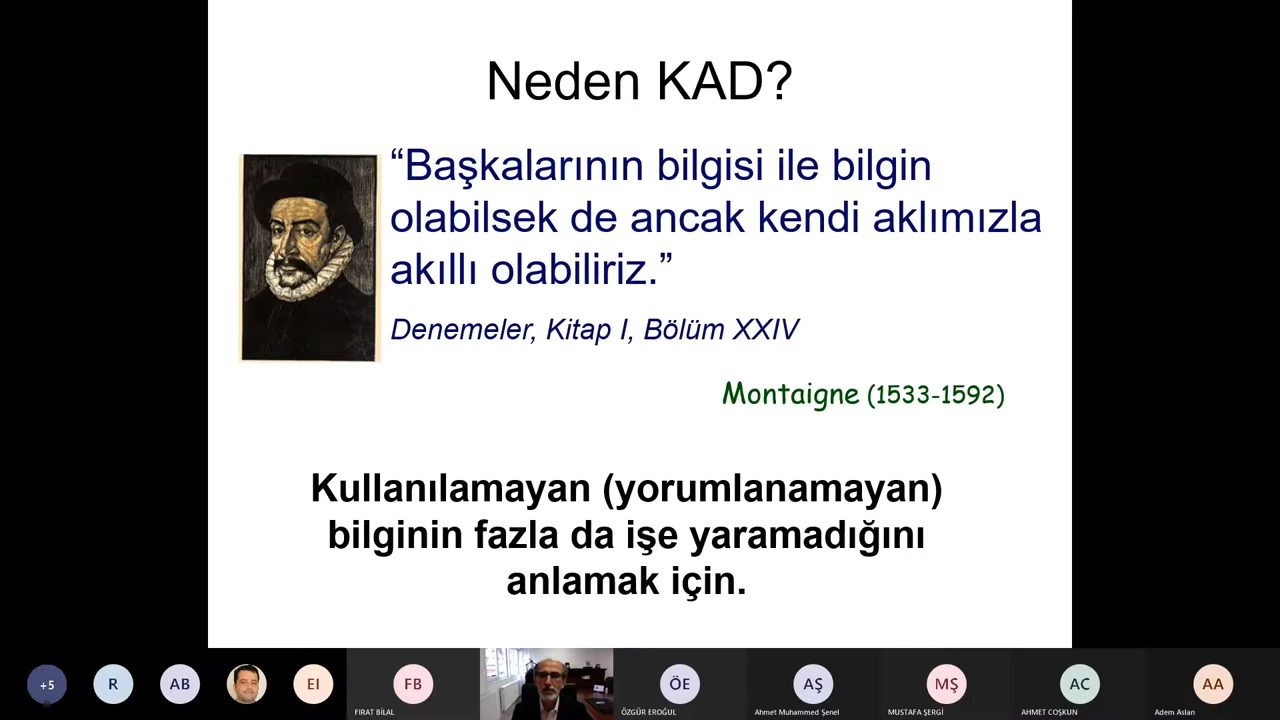 Neden KAD?
“Başkalarının bilgisi ile bilgin
olabilsek de ancak kendi aklımızla
akıllı olabiliriz.”
Denemeler, Kitap I, Bölüm XXIV
Montaigne (1533-1592)
Kullanılamayan (yorumlanamayan)
bilginin fazla da işe yaramadığını
anlamak için.
+5
R
AB
EI
FB
ÖE
AŞ
MŞ
AC
AA
FIRAT BİLAL
ÖZGÜR EROĞUL
Ahmet Muhammed Şenel
MUSTAFA ŞERGİ
AHMET COŞKUN
Adem Aslan